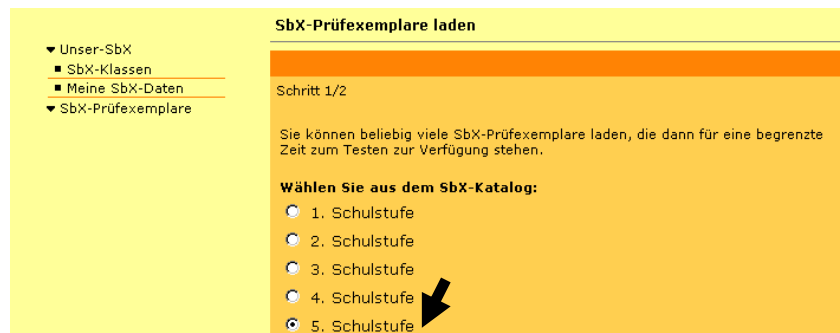 SbX-Prüfexemplare laden
Unser-SbX
SbX-Klassen
Meine SbX-Daten
SbX-Prüfexemplare
Schritt 1/2
Sie können beliebig viele SbX-Prüfexemplare laden, die dann für eine begrenzte
Zeit zum Testen zur Verfügung stehen.
Wählen Sie aus dem SbX-Katalog:
1. Schulstufe
2. Schulstufe
3. Schulstufe
4. Schulstufe
5. Schulstufe